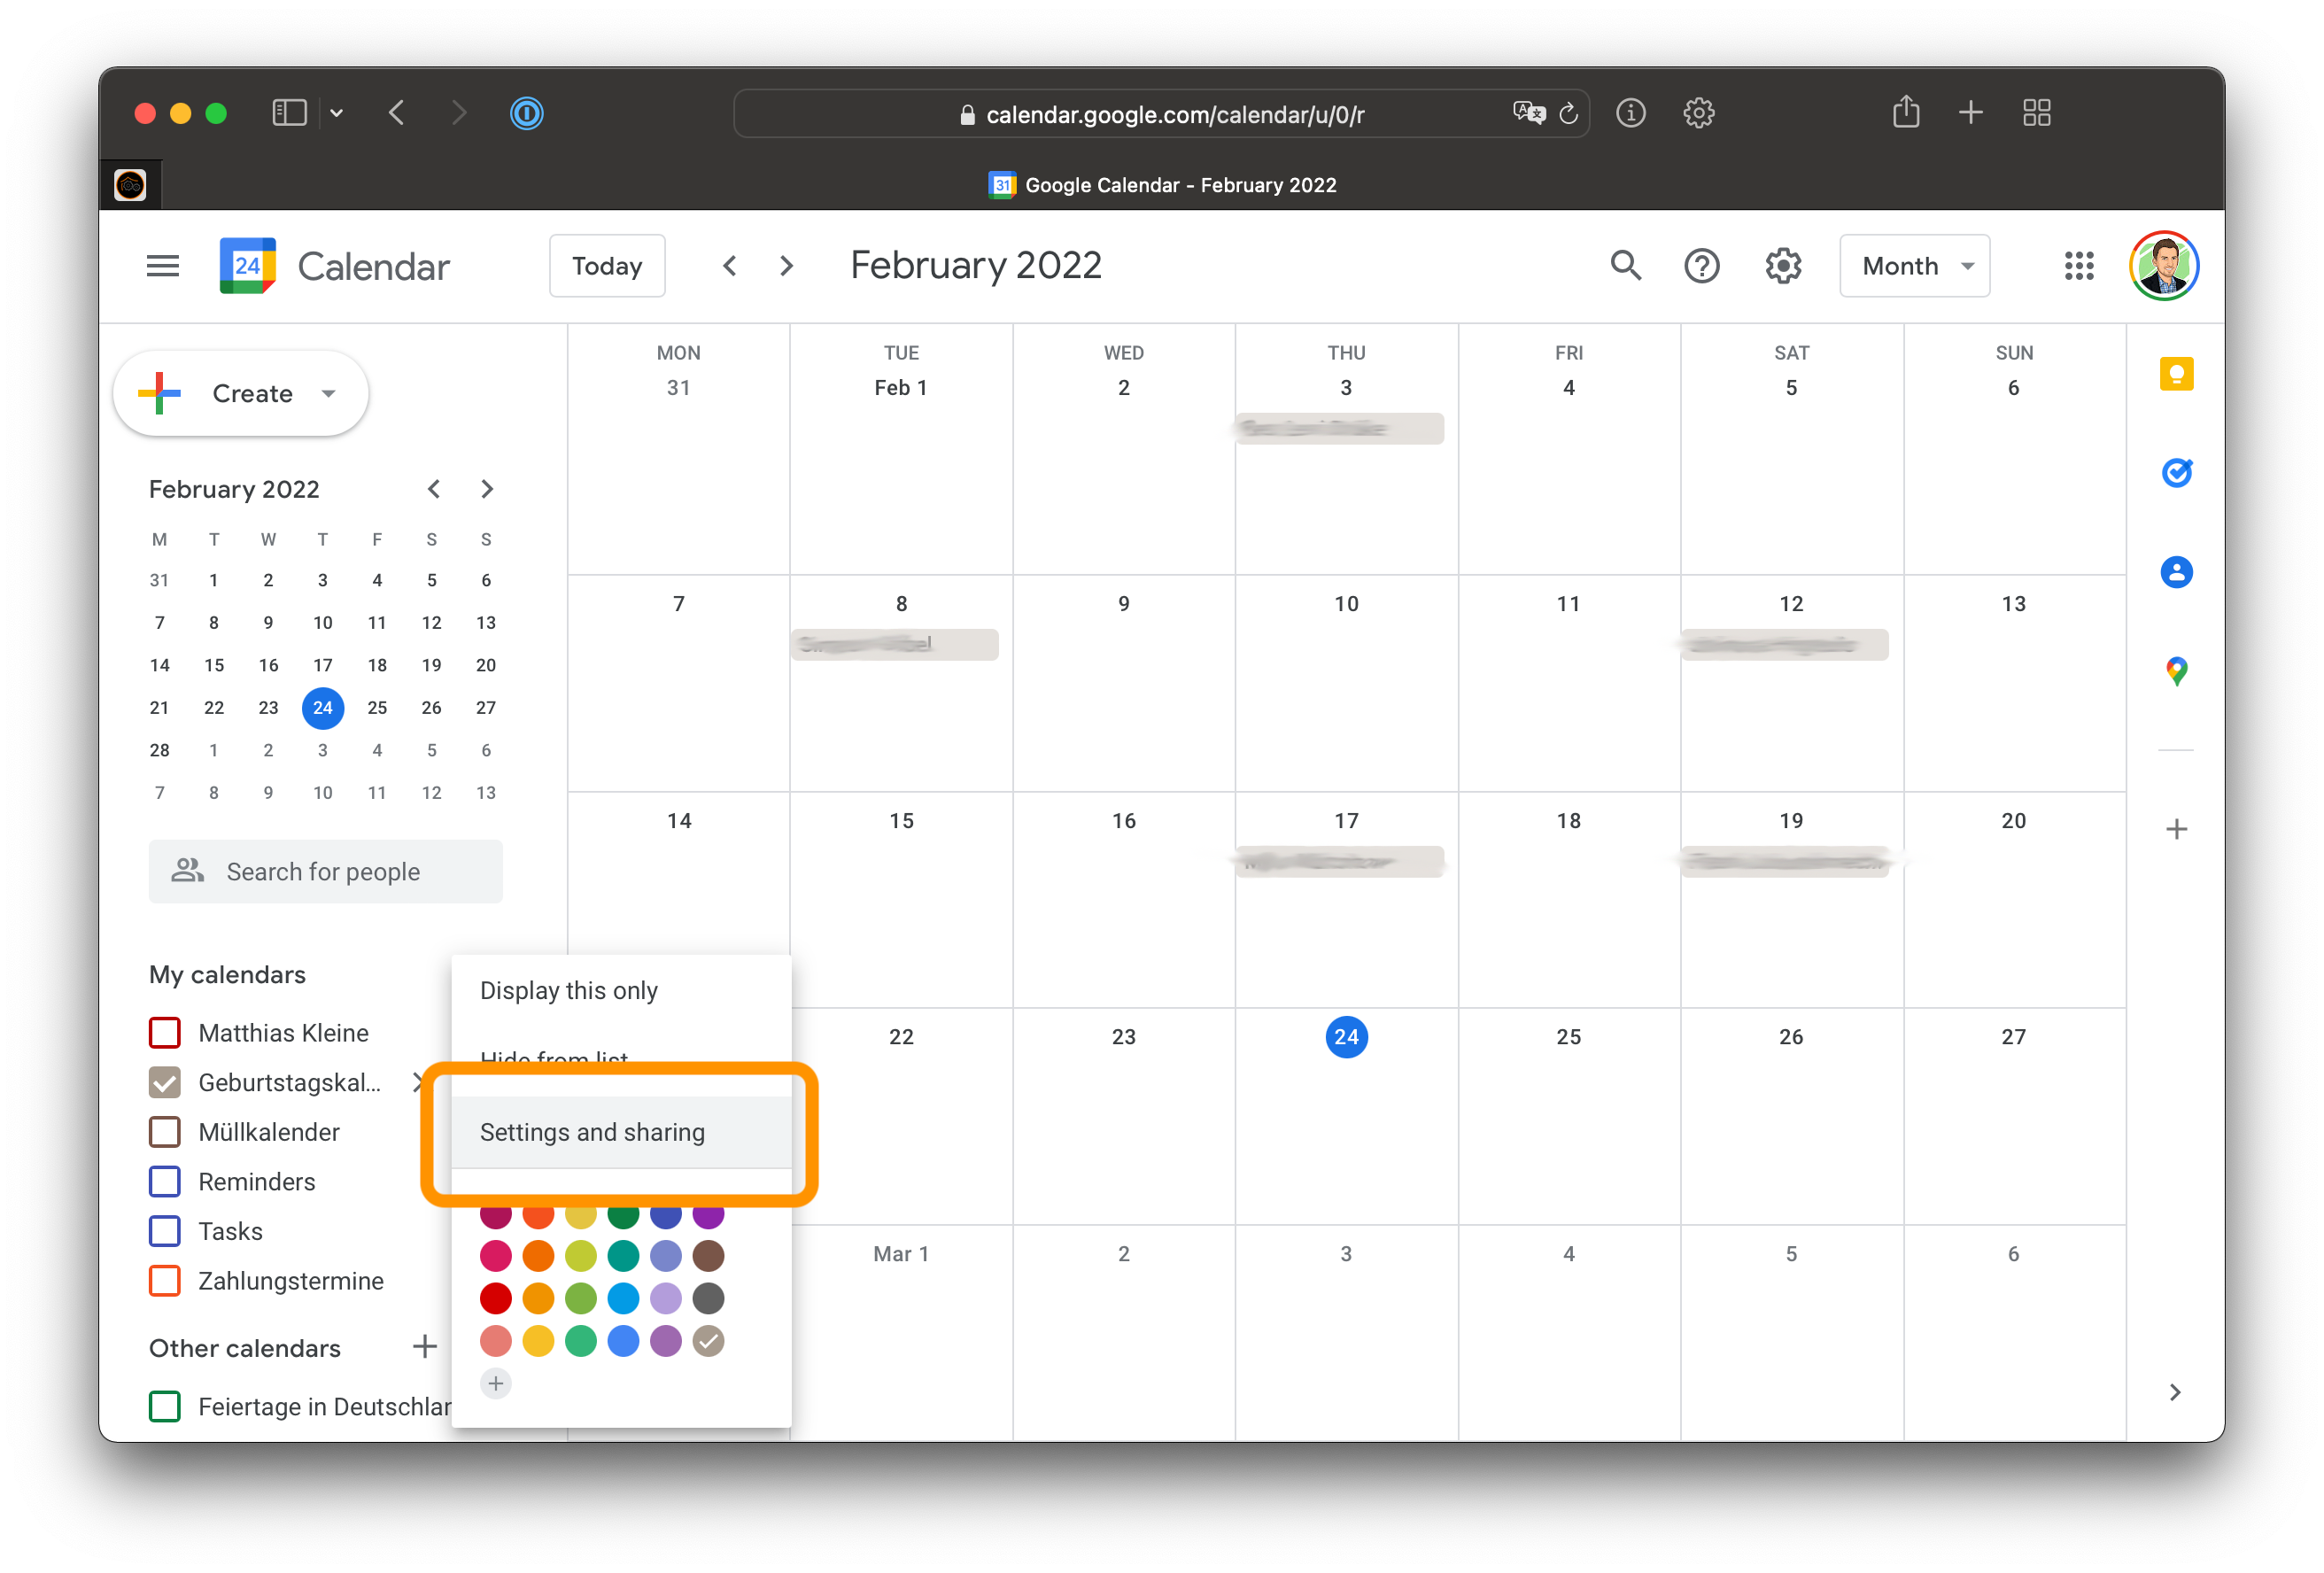 calendar.google.com/calendar/u/0/r
31 Google Calendar - February 2022
24 Calendar Today February 2022 Month
Create
February 2022
M T W T F S S
31 1 2 3 4 5 6
7 8 9 10 11 12 13
14 15 16 17 18 19 20
21 22 23 24 25 26 27
28 1 2 3 4 5 6
7 8 9 10 11 12 13
Search for people
My calendars
Matthias Kleine
Geburtstagskal...
Müllkalender
Reminders
Tasks
Zahlungstermine
Other calendars
Feiertage in Deutschlan
Display this only
Hide from list
Settings and sharing
MON TUE WED THU FRI SAT SUN
31 Feb 1 2 3 4 5 6
7 8 9 10 11 12 13
14 15 16 17 18 19 20
22 23 24 25 26 27
Mar 1 2 3 4 5 6